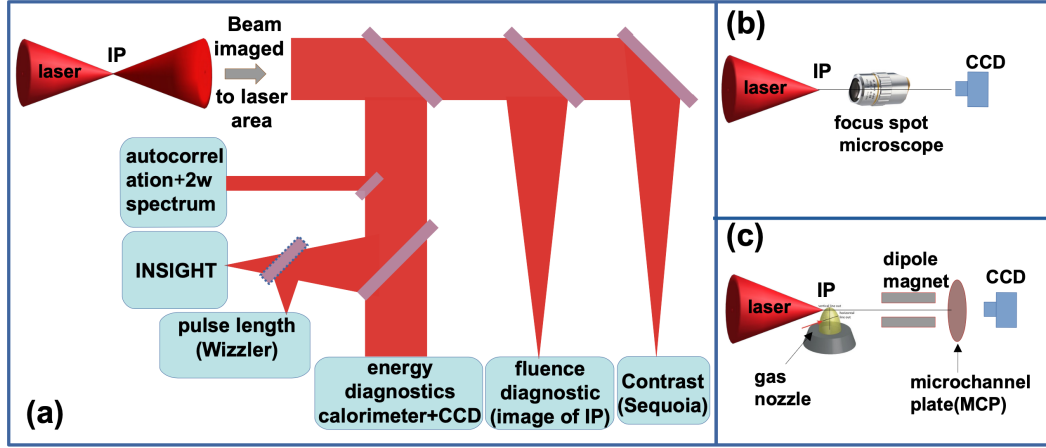 IP
laser
Beam
imaged
to laser
area
autocorrel
ation+2w
spectrum
INSIGHT
pulse length
(Wizzler)
energy
diagnostics
calorimeter+CCD
fluence
diagnostic
(image of IP)
Contrast
(Sequoia)
(a)
(b)
IP
laser
CCD
focus spot
microscope
(c)
dipole
magnet
IP
CCD
laser
gas
nozzle
microchannel
plate(MCP)